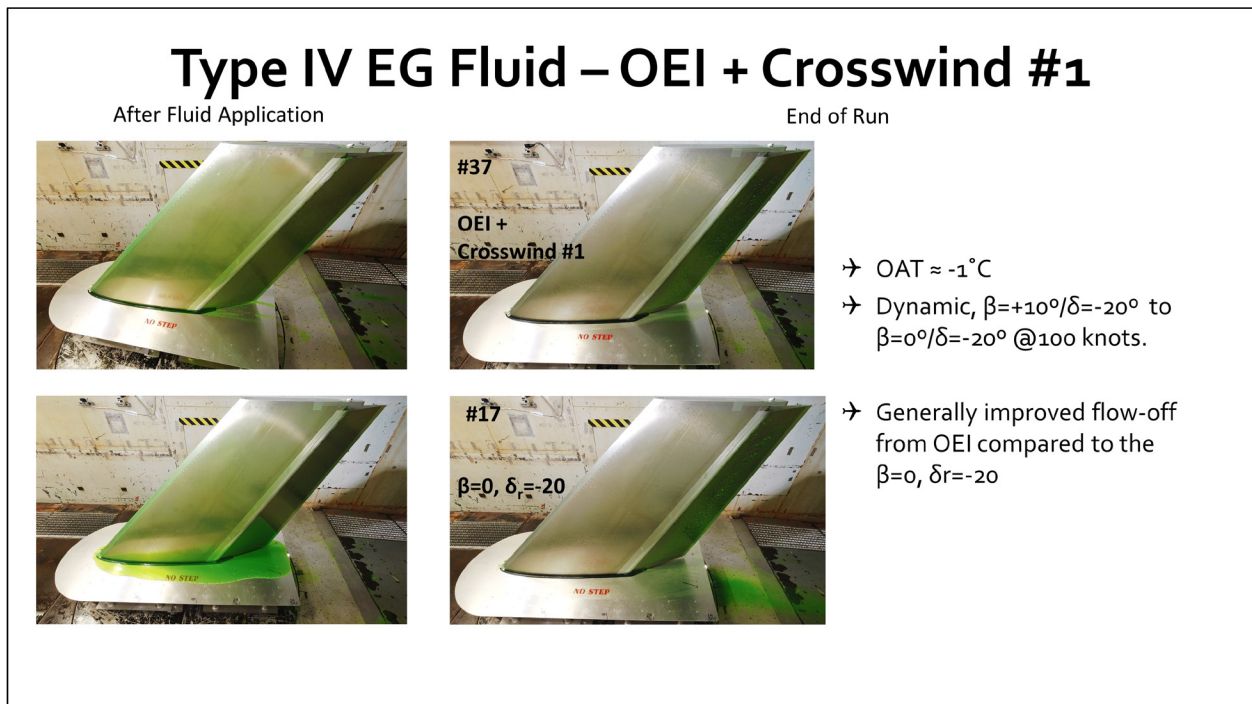 Type IV EG Fluid – OEI + Crosswind #1
After Fluid Application
End of Run
#37
OEI +
Crosswind #1
NO STEP
NO STEP
✈ OAT ≈ -1°C
✈ Dynamic, β=+10º/δ=-20º to
β=0º/δ=-20º @100 knots.
#17
β=0, δᵣ=-20
NO STEP
NO STEP
✈ Generally improved flow-off
from OEI compared to the
β=0, δr=-20